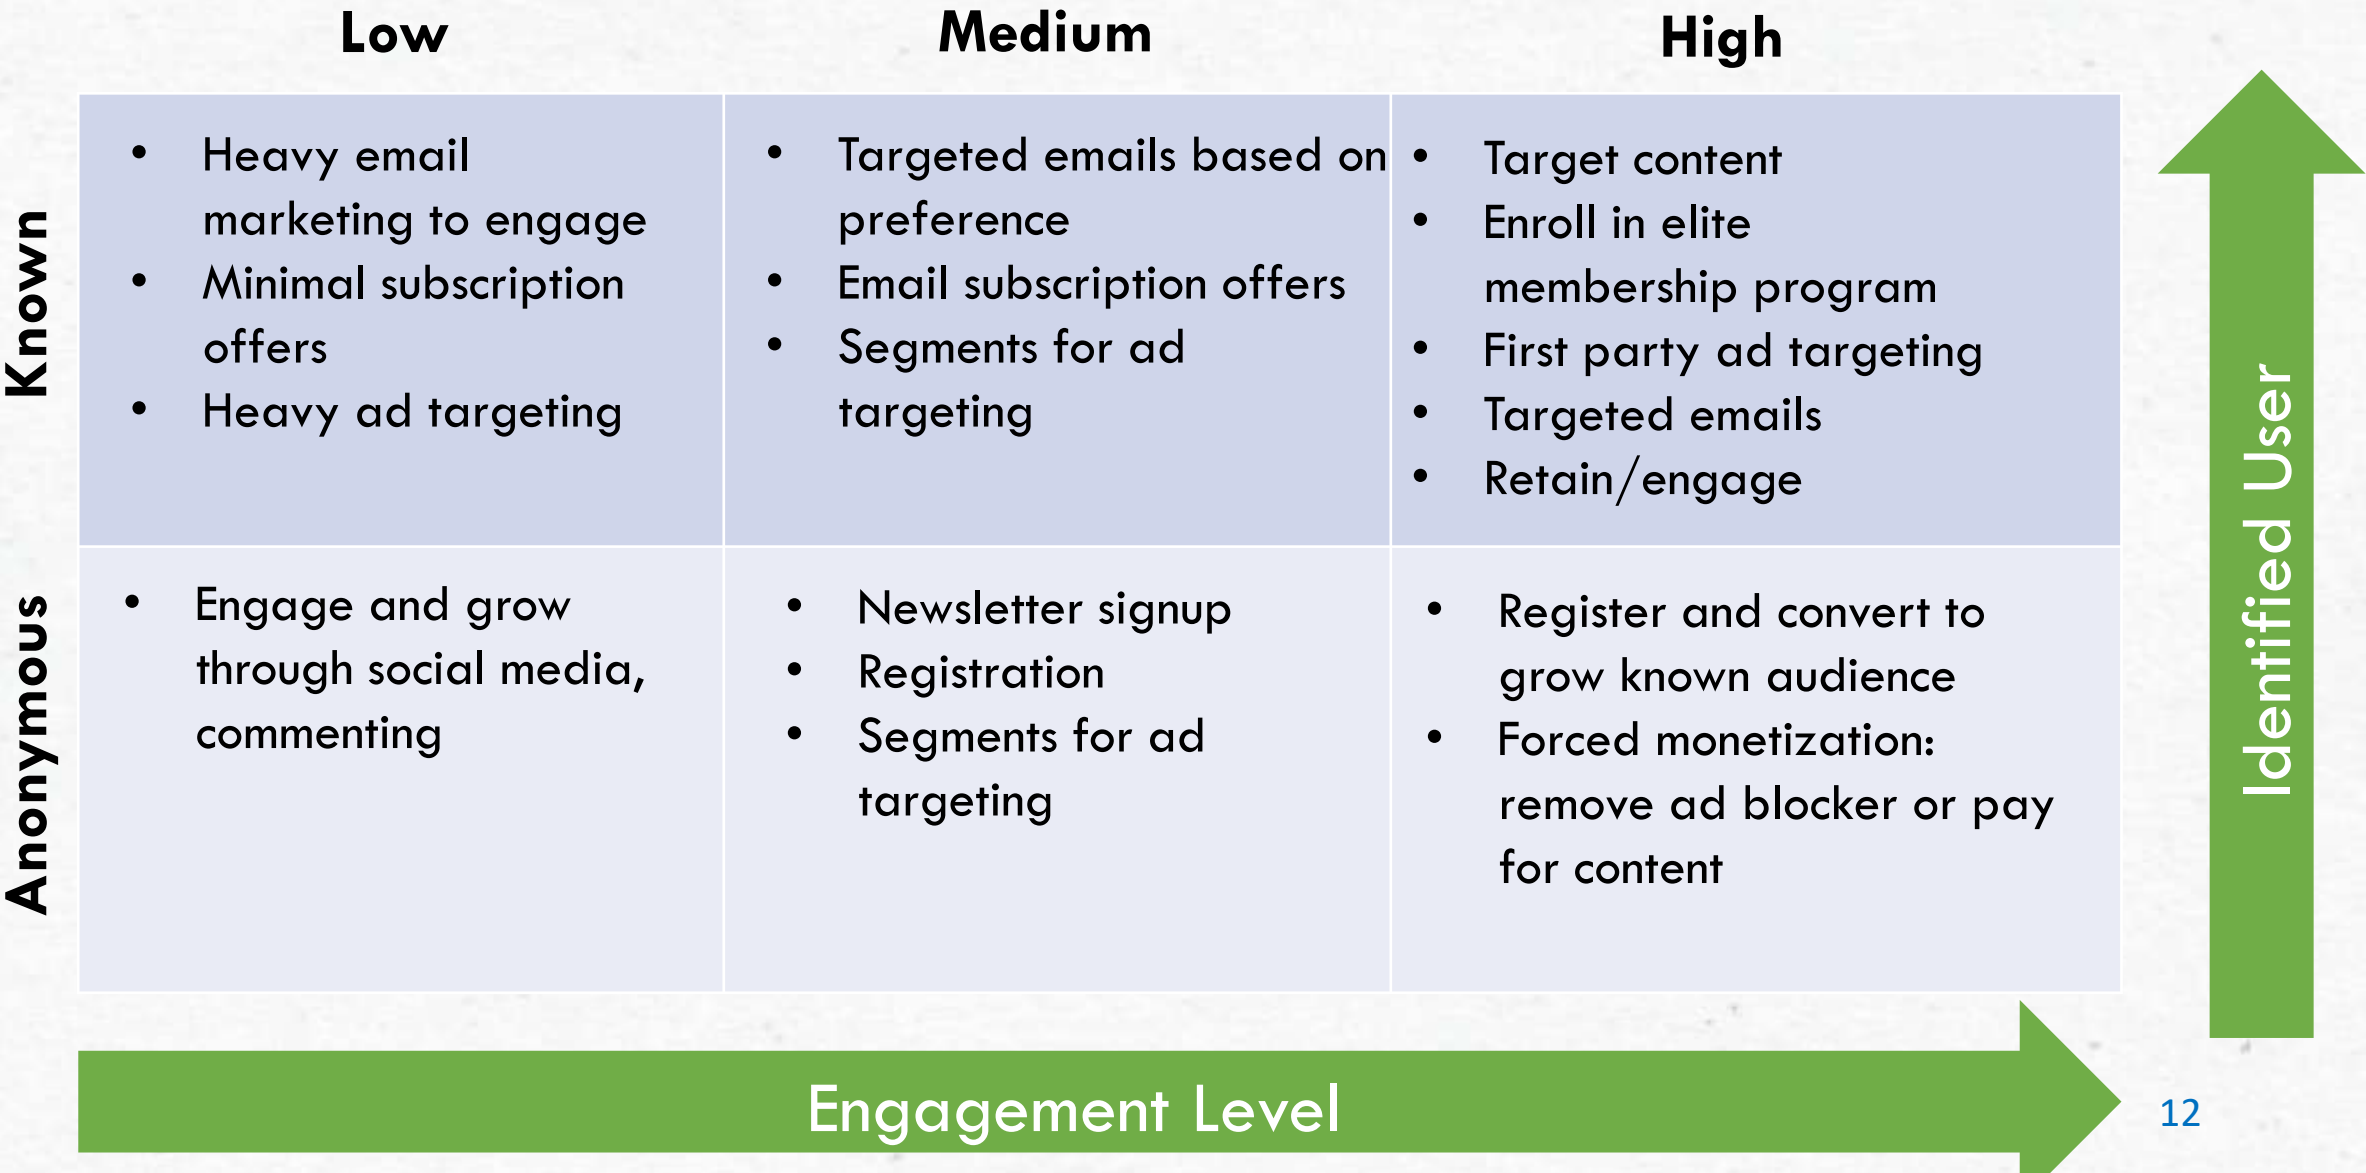 Low
Medium
High
Known
• Heavy email
marketing to engage
• Minimal subscription
offers
• Heavy ad targeting
• Targeted emails based on
preference
• Email subscription offers
• Segments for ad
targeting
• Target content
• Enroll in elite
membership program
• First party ad targeting
• Targeted emails
• Retain/engage
Anonymous
• Engage and grow
through social media,
commenting
• Newsletter signup
• Registration
• Segments for ad
targeting
• Register and convert to
grow known audience
• Forced monetization:
remove ad blocker or pay
for content
Identified User
Engagement Level
12